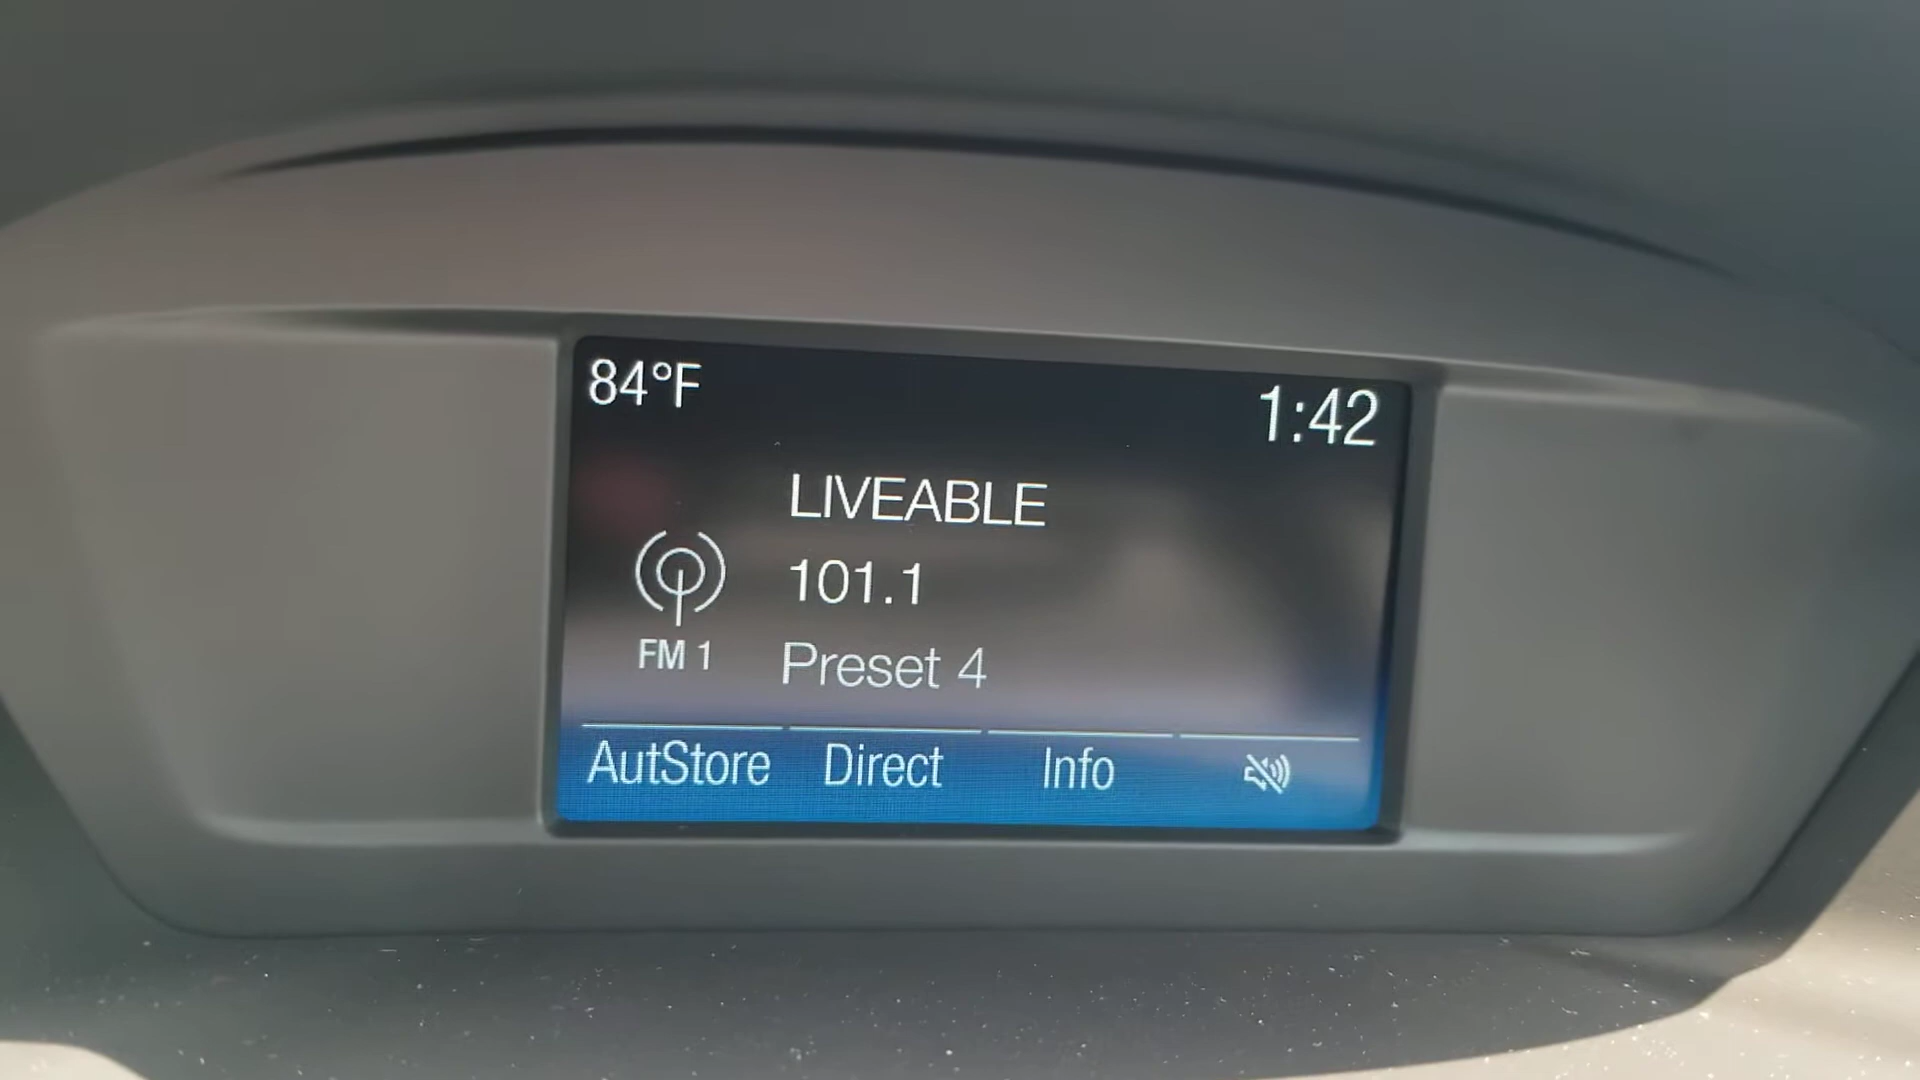 84°F
1:42
LIVEABLE
101.1
FM 1
Preset 4
AutStore Direct Info